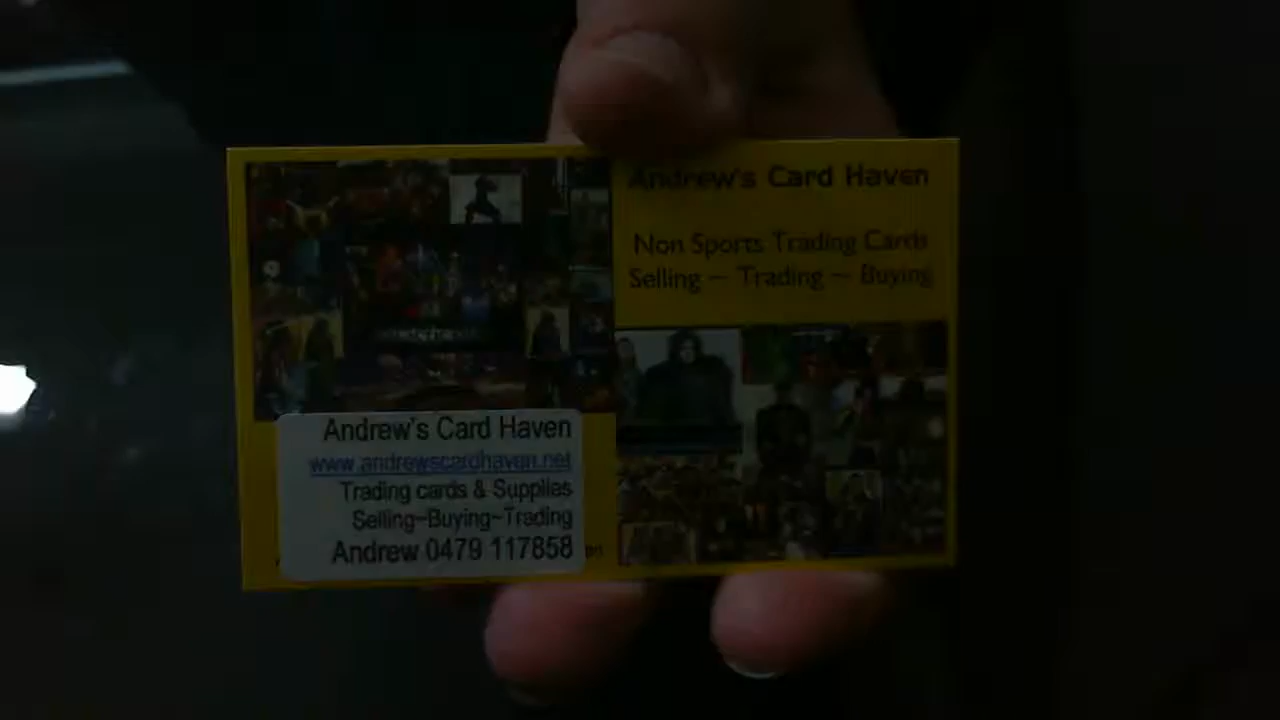 Andrew's Card Haven
Non Sports Trading Cards
Selling ~ Trading ~ Buying
Andrew's Card Haven
www.andrewscardhaven.net
Trading cards & Supplies
Selling~Buying~Trading
Andrew 0479 117858